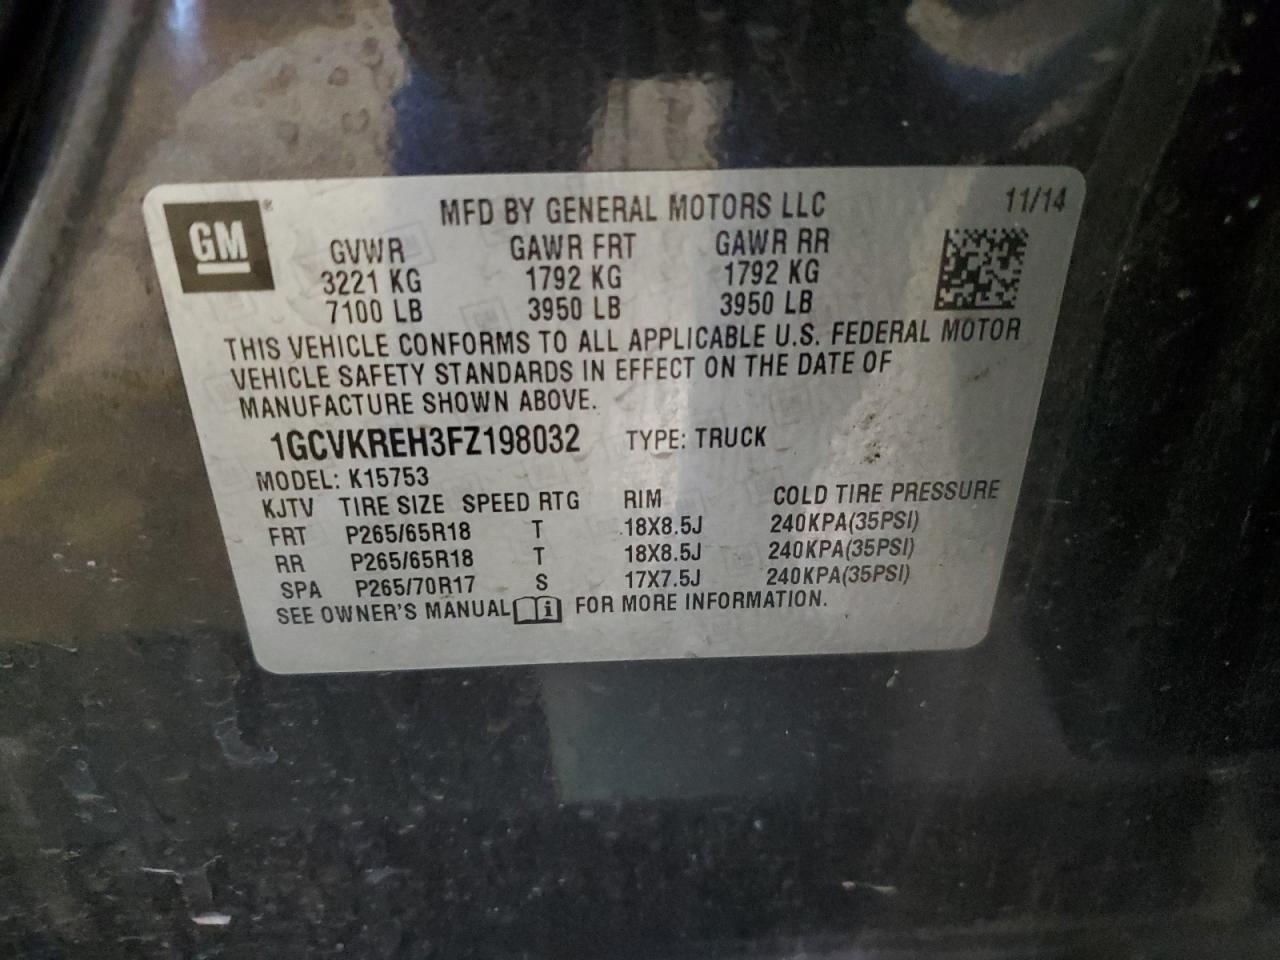 GM® MFD BY GENERAL MOTORS LLC 11/14
GVWR GAWR FRT GAWR RR
3221 KG 1792 KG 1792 KG
7100 LB 3950 LB 3950 LB
THIS VEHICLE CONFORMS TO ALL APPLICABLE U.S. FEDERAL MOTOR
VEHICLE SAFETY STANDARDS IN EFFECT ON THE DATE OF
MANUFACTURE SHOWN ABOVE.
1GCVKREH3FZ198032 TYPE: TRUCK
MODEL: K15753
KJTV TIRE SIZE SPEED RTG RIM COLD TIRE PRESSURE
FRT P265/65R18 T 18X8.5J 240KPA(35PSI)
RR P265/65R18 T 18X8.5J 240KPA(35PSI)
SPA P265/70R17 S 17X7.5J 240KPA(35PSI)
SEE OWNER'S MANUAL i FOR MORE INFORMATION.